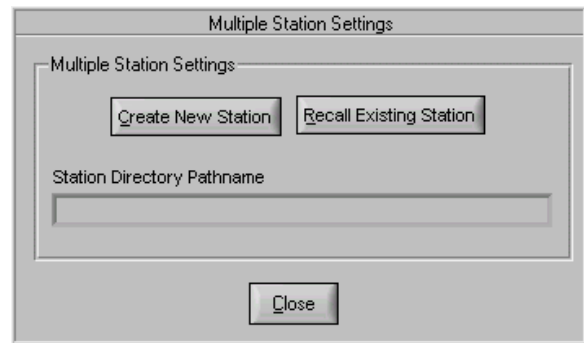 Multiple Station Settings
Multiple Station Settings
Create New Station Recall Existing Station
Station Directory Pathname
Close